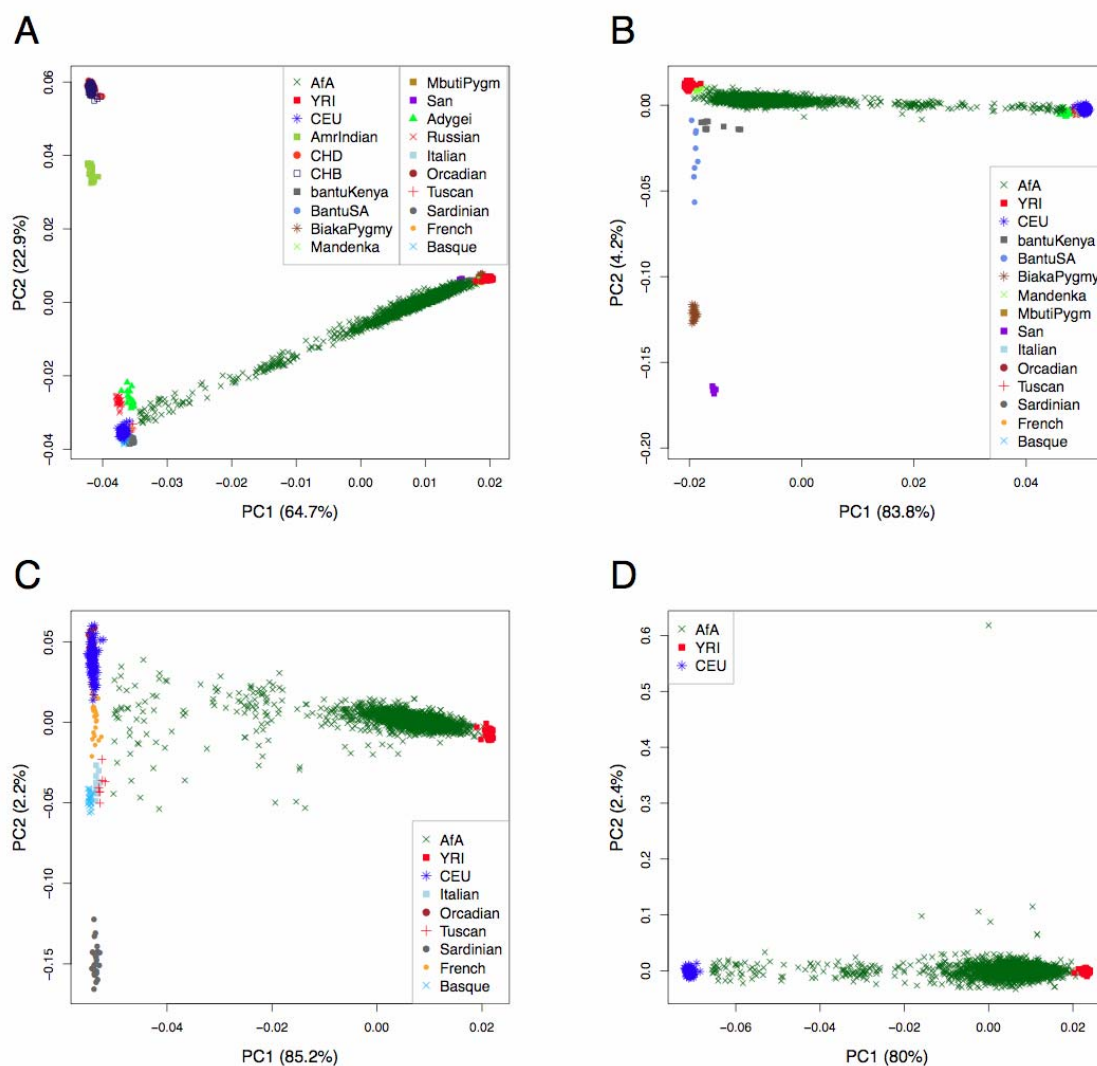 A
AfA
YRI
CEU
AmrIndian
CHD
CHB
bantuKenya
BantuSA
BiakaPygmy
Mandenka
MbutiPygm
San
Adygei
Russian
Italian
Orcadian
Tuscan
Sardinian
French
Basque
0.06
0.04
0.02
0.00
−0.02
−0.04
PC2 (22.9%)
−0.04 −0.03 −0.02 −0.01 0.00 0.01 0.02
PC1 (64.7%)
B
AfA
YRI
CEU
bantuKenya
BantuSA
BiakaPygmy
Mandenka
MbutiPygm
San
Italian
Orcadian
Tuscan
Sardinian
French
Basque
0.00
−0.05
−0.10
−0.15
−0.20
PC2 (4.2%)
−0.02 0.00 0.02 0.04
PC1 (83.8%)
C
AfA
YRI
CEU
Italian
Orcadian
Tuscan
Sardinian
French
Basque
0.05
0.00
−0.05
−0.10
−0.15
PC2 (2.2%)
−0.04 −0.02 0.00 0.02
PC1 (85.2%)
D
AfA
YRI
CEU
0.6
0.5
0.4
0.3
0.2
0.1
0.0
PC2 (2.4%)
−0.06 −0.04 −0.02 0.00 0.02
PC1 (80%)